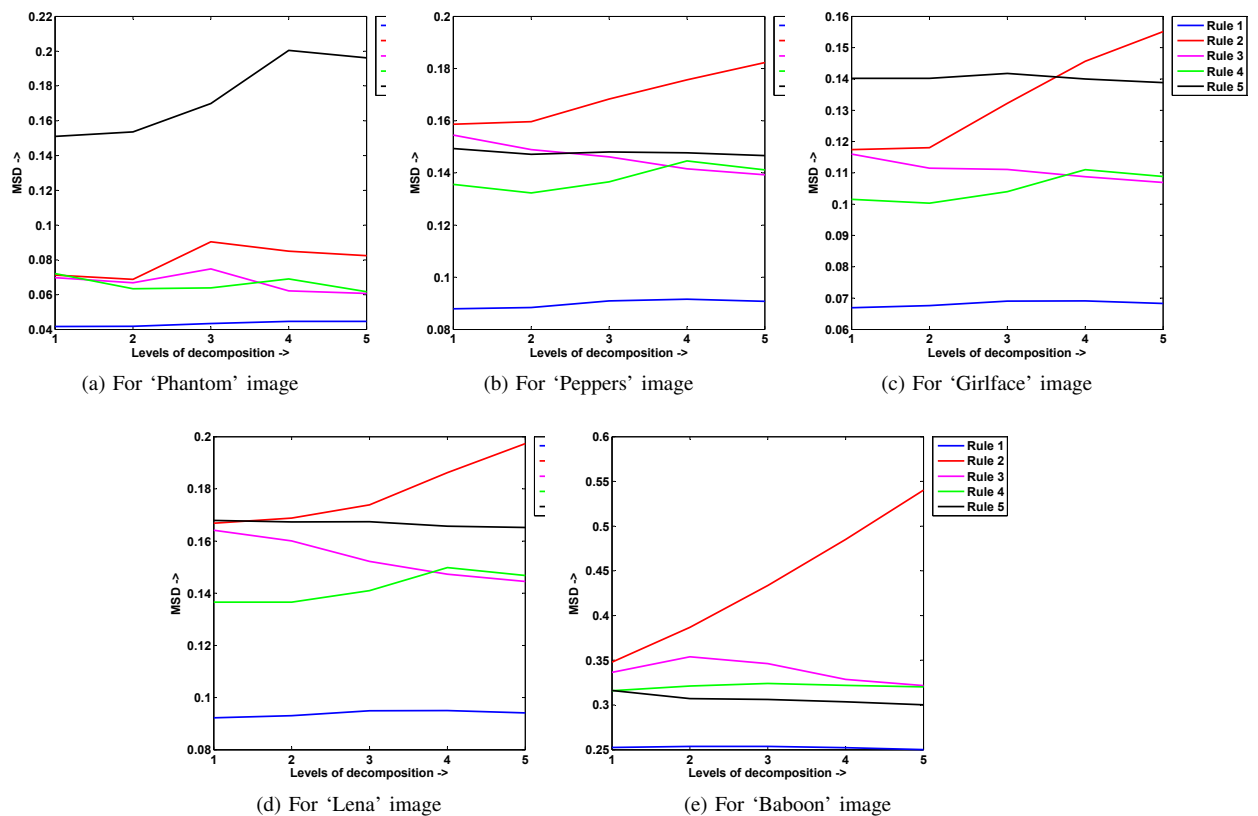 0.22
0.2
0.18
0.16
0.14
0.12
0.1
0.08
0.06
0.04
MSD ->
1 2 3 4 5
Levels of decomposition ->
(a) For ‘Phantom’ image
0.2
0.18
0.16
0.14
0.12
0.1
0.08
MSD ->
1 2 3 4 5
Levels of decomposition ->
(b) For ‘Peppers’ image
0.16
0.15
0.14
0.13
0.12
0.11
0.1
0.09
0.08
0.07
0.06
MSD ->
1 2 3 4 5
Levels of decomposition ->
Rule 1
Rule 2
Rule 3
Rule 4
Rule 5
(c) For ‘Girlface’ image
0.2
0.18
0.16
0.14
0.12
0.1
0.08
MSD ->
1 2 3 4 5
Levels of decomposition ->
(d) For ‘Lena’ image
0.6
0.55
0.5
0.45
0.4
0.35
0.3
0.25
MSD ->
1 2 3 4 5
Levels of decomposition ->
Rule 1
Rule 2
Rule 3
Rule 4
Rule 5
(e) For ‘Baboon’ image